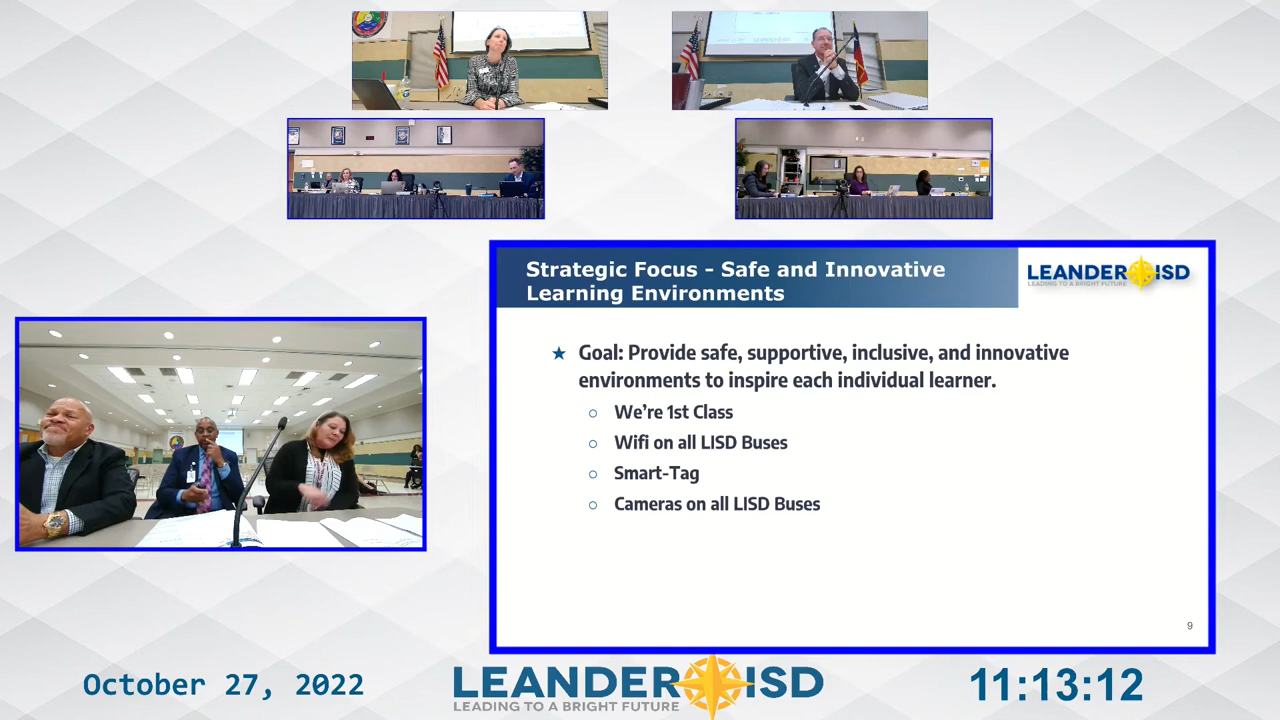 Strategic Focus - Safe and Innovative
Learning Environments
LEANDER ISD
LEADING TO A BRIGHT FUTURE
★ Goal: Provide safe, supportive, inclusive, and innovative
environments to inspire each individual learner.
○ We're 1st Class
○ Wifi on all LISD Buses
○ Smart-Tag
○ Cameras on all LISD Buses
9
October 27, 2022
LEANDER ISD
LEADING TO A BRIGHT FUTURE
11:13:12